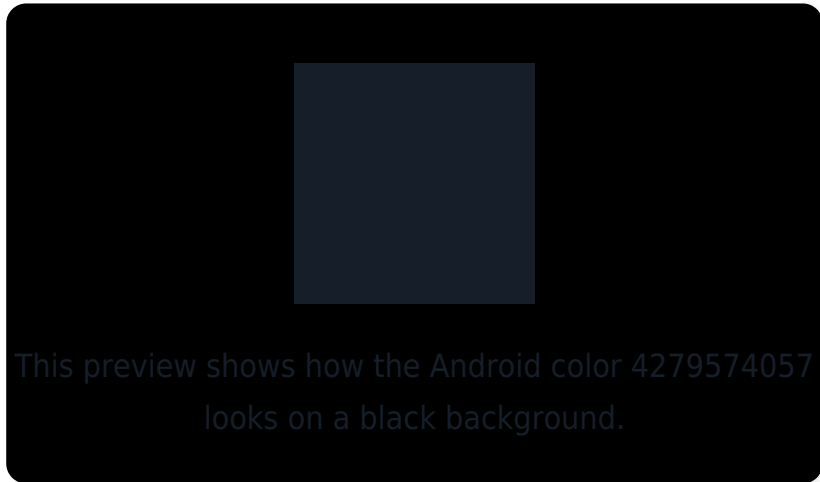 This preview shows how the Android color 4279574057
looks on a black background.